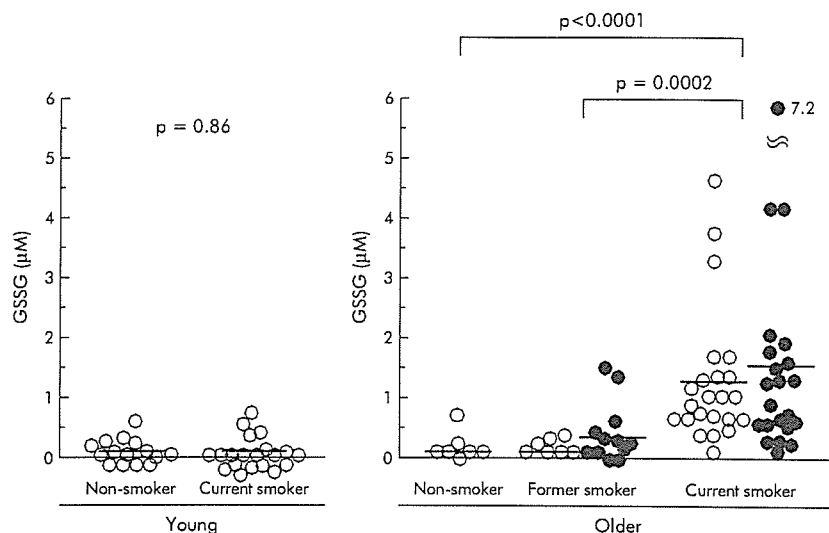 p<0.0001
p = 0.0002
7.2
p = 0.86
GSSG (µM)
6
5
4
3
2
1
0
Non-smoker Current smoker
Young
GSSG (µM)
6
5
4
3
2
1
0
Non-smoker Former smoker Current smoker
Older